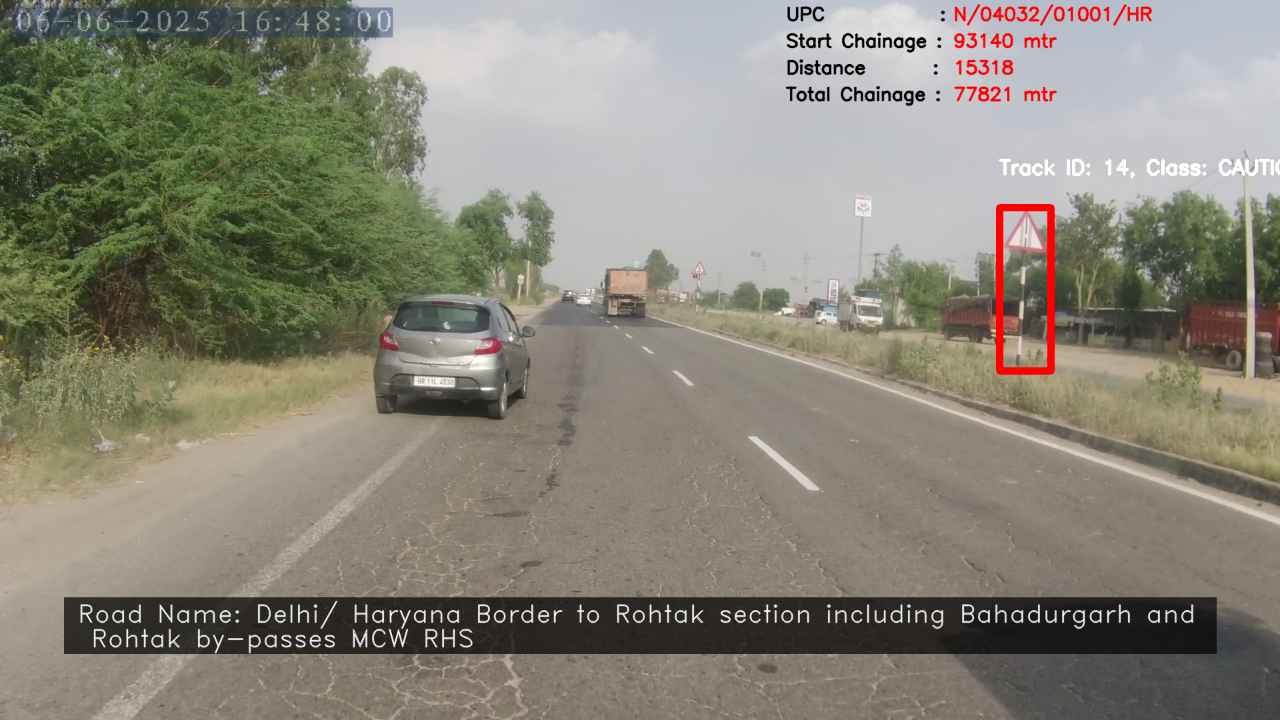 06-06-2025 16:48:00
UPC : N/04032/01001/HR
Start Chainage : 93140 mtr
Distance : 15318
Total Chainage : 77821 mtr
Track ID: 14, Class: CAUTIO
Road Name: Delhi/ Haryana Border to Rohtak section including Bahadurgarh and
Rohtak by-passes MCW RHS